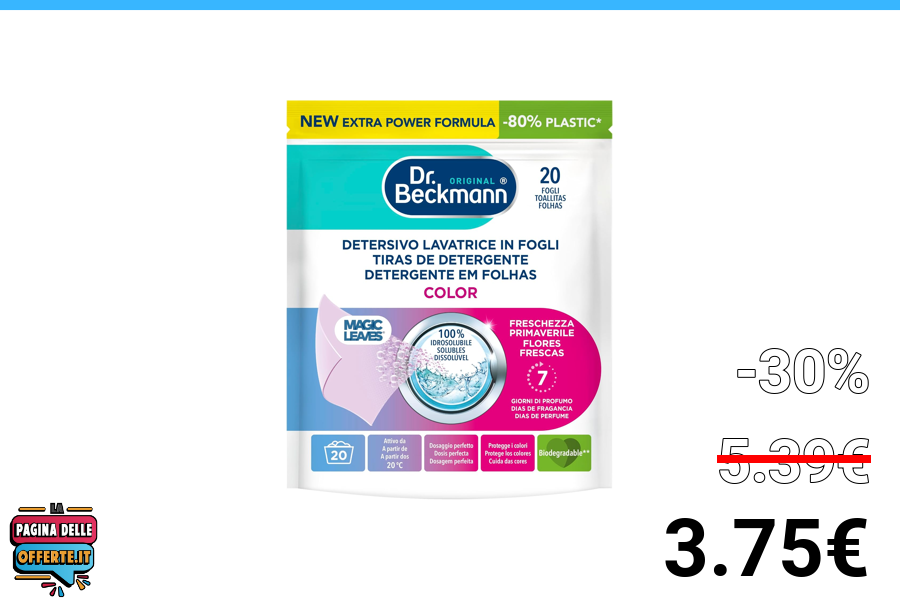 NEW EXTRA POWER FORMULA -80% PLASTIC*
Dr.
ORIGINAL ®
Beckmann
20
FOGLI
TOALLITAS
FOLHAS
DETERSIVO LAVATRICE IN FOGLI
TIRAS DE DETERGENTE
DETERGENTE EM FOLHAS
COLOR
MAGIC
LEAVES
100%
IDROSOLUBILE
SOLUBLES
DISSOLÚVEL
FRESCHEZZA
PRIMAVERILE
FLORES
FRESCAS
7
GIORNI DI PROFUMO
DIAS DE FRAGANCIA
DIAS DE PERFUME
20
Attivo da
A partir de
A partir dos
20°C
Dosaggio perfetto
Dosis perfecta
Dosagem perfeita
Protegge i colori
Protege los colores
Cuida das cores
Biodegradable**
-30%
5.39€
3.75€
LA
PAGINA DELLE
OFFERTE.IT